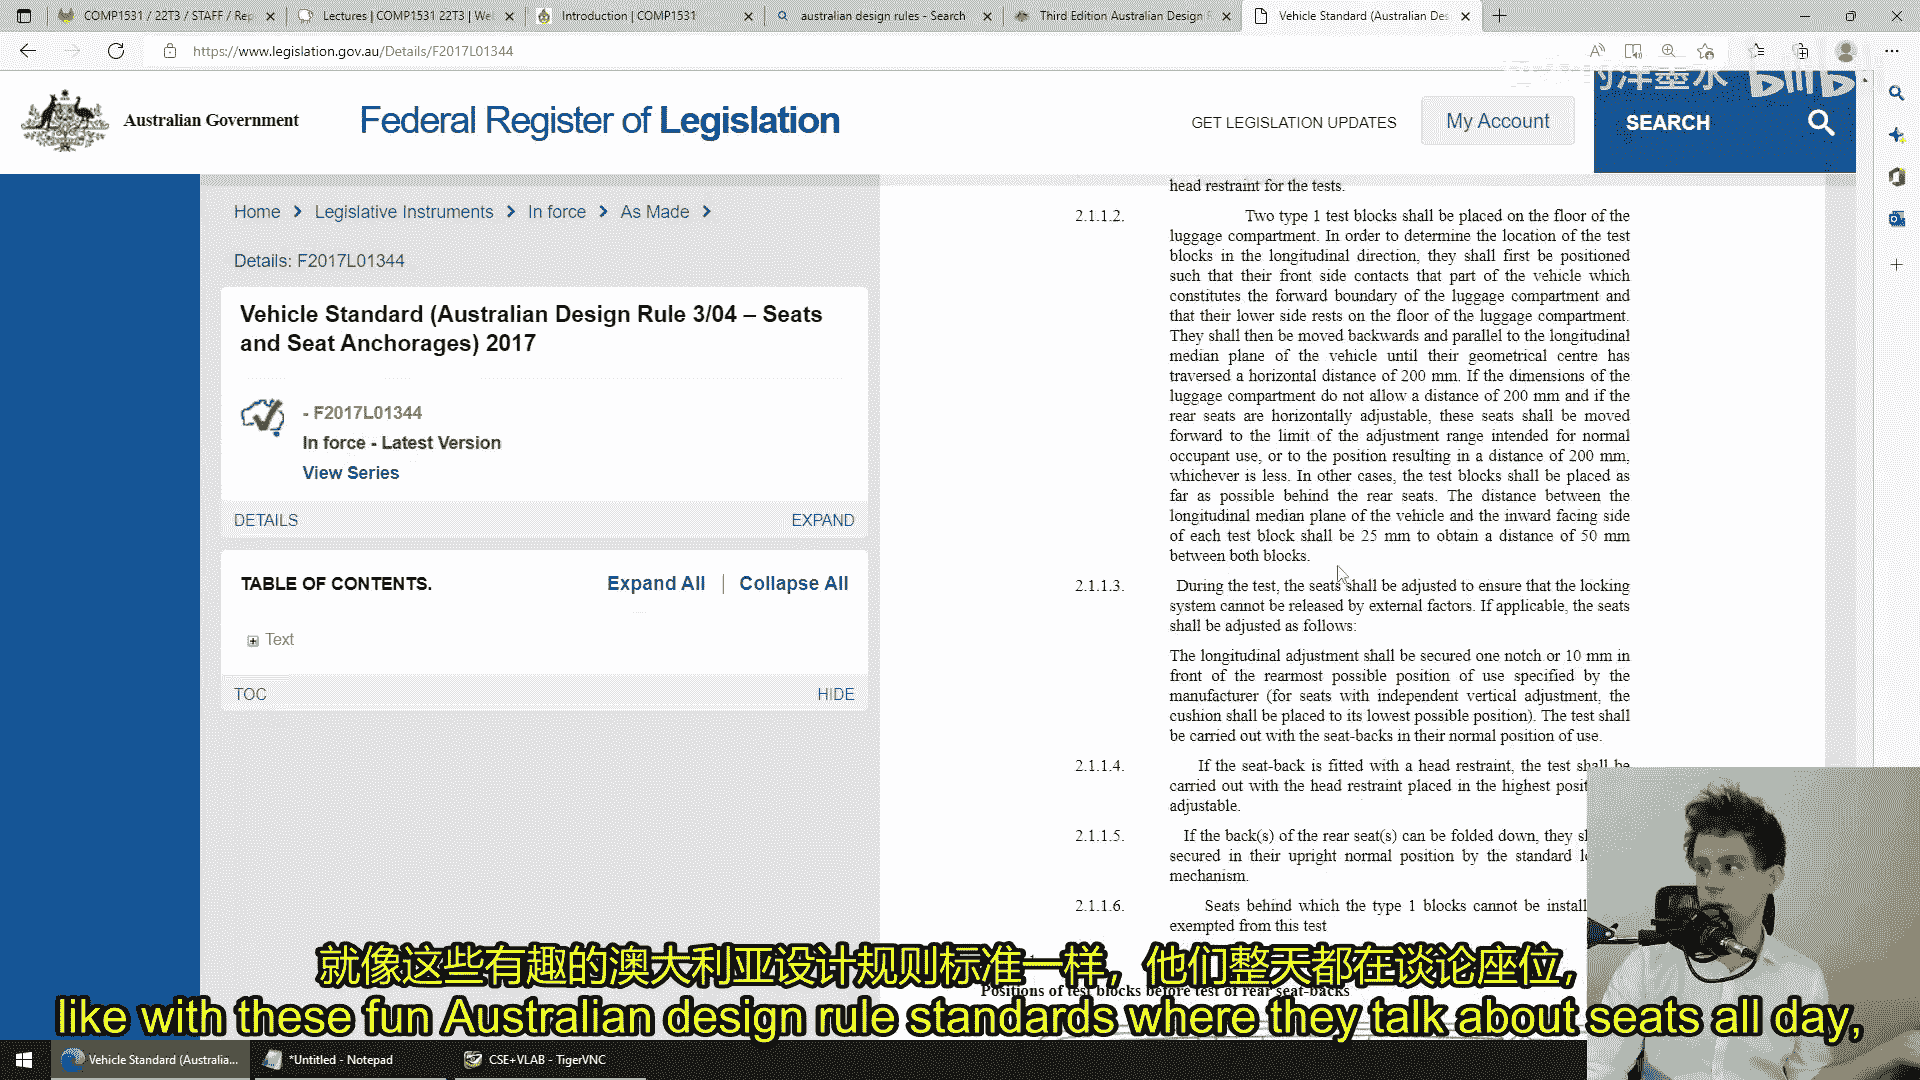 COMP1531 / 22T3 / STAFF / Rep
Lectures | COMP1531 22T3 | We
Introduction | COMP1531
australian design rules - Search
Third Edition Australian Design R
Vehicle Standard (Australian Des
https://www.legislation.gov.au/Details/F2017L01344
Australian Government
Federal Register of Legislation
GET LEGISLATION UPDATES
My Account
SEARCH
Home > Legislative Instruments > In force > As Made >
Details: F2017L01344
Vehicle Standard (Australian Design Rule 3/04 – Seats
and Seat Anchorages) 2017
- F2017L01344
In force - Latest Version
View Series
DETAILS
EXPAND
TABLE OF CONTENTS.
Expand All | Collapse All
Text
TOC
HIDE
head restraint for the tests.
2.1.1.2. Two type 1 test blocks shall be placed on the floor of the
luggage compartment. In order to determine the location of the test
blocks in the longitudinal direction, they shall first be positioned
such that their front side contacts that part of the vehicle which
constitutes the forward boundary of the luggage compartment and
that their lower side rests on the floor of the luggage compartment.
They shall then be moved backwards and parallel to the longitudinal
median plane of the vehicle until their geometrical centre has
traversed a horizontal distance of 200 mm. If the dimensions of the
luggage compartment do not allow a distance of 200 mm and if the
rear seats are horizontally adjustable, these seats shall be moved
forward to the limit of the adjustment range intended for normal
occupant use, or to the position resulting in a distance of 200 mm,
whichever is less. In other cases, the test blocks shall be placed as
far as possible behind the rear seats. The distance between the
longitudinal median plane of the vehicle and the inward facing side
of each test block shall be 25 mm to obtain a distance of 50 mm
between both blocks.
2.1.1.3. During the test, the seats shall be adjusted to ensure that the locking
system cannot be released by external factors. If applicable, the seats
shall be adjusted as follows:
The longitudinal adjustment shall be secured one notch or 10 mm in
front of the rearmost possible position of use specified by the
manufacturer (for seats with independent vertical adjustment, the
cushion shall be placed to its lowest possible position). The test shall
be carried out with the seat-backs in their normal position of use.
2.1.1.4. If the seat-back is fitted with a head restraint, the test shall be
carried out with the head restraint placed in the highest posit
adjustable.
2.1.1.5. If the back(s) of the rear seat(s) can be folded down, they s
secured in their upright normal position by the standard l
mechanism.
2.1.1.6. Seats behind which the type 1 blocks cannot be install
exempted from this test
Positions of test blocks before test of rear seat-backs
就像这些有趣的澳大利亚设计规则标准一样，他们整天都在谈论座位，
like with these fun Australian design rule standards where they talk about seats all day,
Vehicle Standard (Australia...
*Untitled - Notepad
CSE+VLAB - TigerVNC